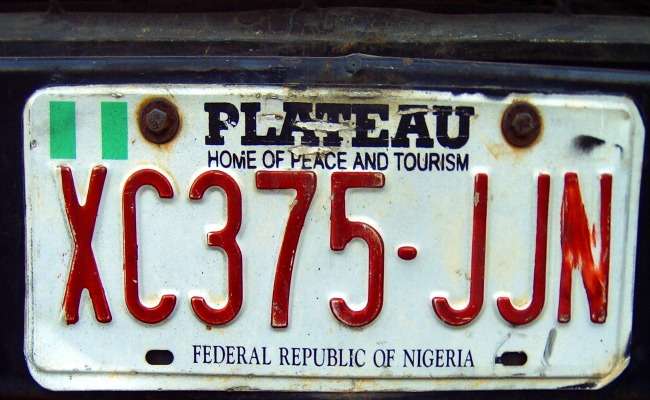 PLATEAU
HOME OF PEACE AND TOURISM
XC375-JJN
FEDERAL REPUBLIC OF NIGERIA